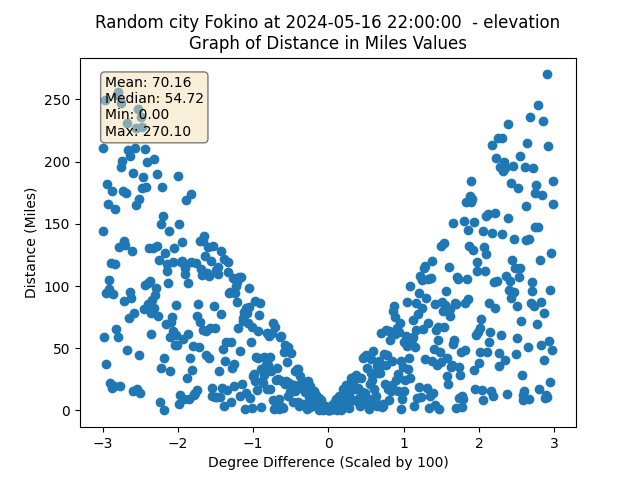 Random city Fokino at 2024-05-16 22:00:00  - elevation
Graph of Distance in Miles Values
Mean: 70.16
Median: 54.72
Min: 0.00
Max: 270.10
Distance (Miles)
250
200
150
100
50
0
−3 −2 −1 0 1 2 3
Degree Difference (Scaled by 100)